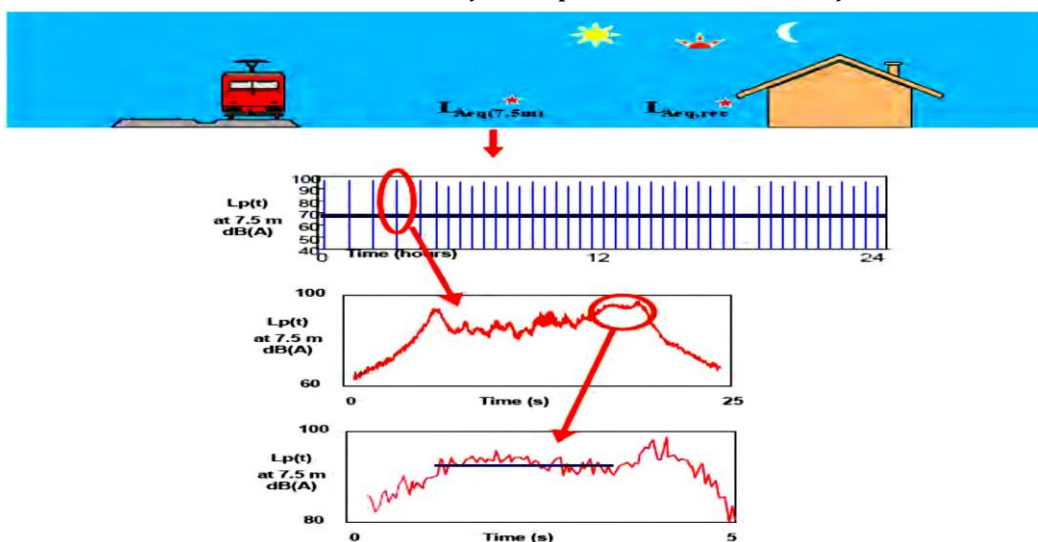 LAeq(7,5m)
LAeq,rec
Lp(t)
at 7.5 m
dB(A)
100
90
80
70
60
50
40
0
Time (hours)
12
24
Lp(t)
at 7.5 m
dB(A)
100
60
0
Time (s)
25
Lp(t)
at 7.5 m
dB(A)
100
80
0
Time (s)
5